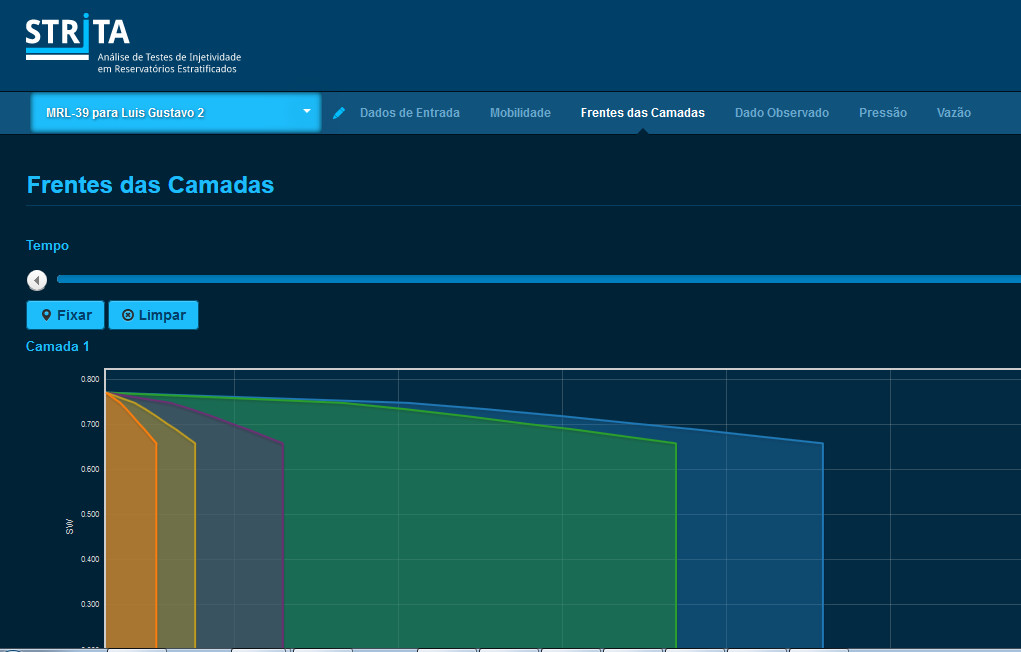 STRITA
Análise de Testes de Injetividade
em Reservatórios Estratificados
MRL-39 para Luis Gustavo 2
Dados de Entrada
Mobilidade
Frentes das Camadas
Dado Observado
Pressão
Vazão
Frentes das Camadas
Tempo
Fixar
Limpar
Camada 1
0.800
0.700
0.600
0.500
SW
0.400
0.300